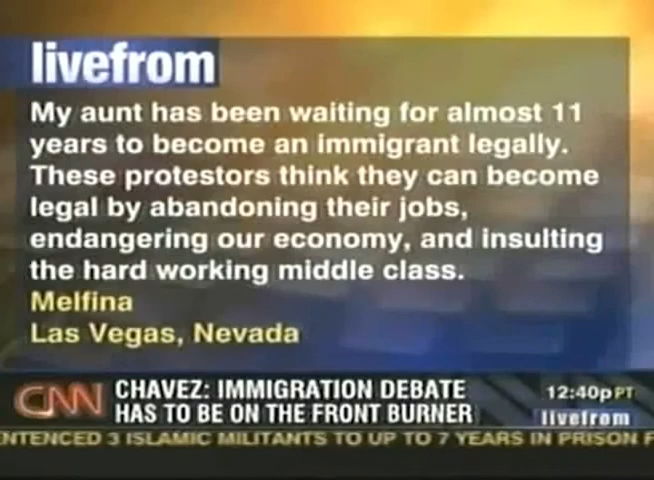 livefrom
My aunt has been waiting for almost 11
years to become an immigrant legally.
These protestors think they can become
legal by abandoning their jobs,
endangering our economy, and insulting
the hard working middle class.
Melfina
Las Vegas, Nevada
CNN
CHAVEZ: IMMIGRATION DEBATE
HAS TO BE ON THE FRONT BURNER
12:40p PT
livefrom
NTENCED 3 ISLAMIC MILITANTS TO UP TO 7 YEARS IN PRISON F